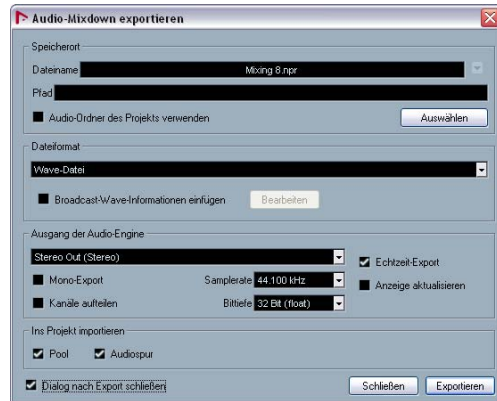 Audio-Mixdown exportieren
Speicherort
Dateiname Mixing 8.npr
Pfad
Audio-Ordner des Projekts verwenden Auswählen
Dateiformat
Wave-Datei
Broadcast-Wave-Informationen einfügen Bearbeiten
Ausgang der Audio-Engine
Stereo Out (Stereo) Echtzeit-Export
Mono-Export Samplerate 44.100 kHz Anzeige aktualisieren
Kanäle aufteilen Bittiefe 32 Bit (float)
Ins Projekt importieren
Pool Audiospur
Dialog nach Export schließen Schließen Exportieren